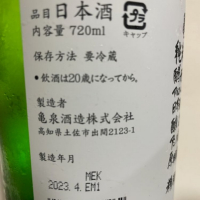 品目 日本酒
内容量 720ml
プラ
キャップ
保存方法 要冷蔵
●飲酒は20歳になってから。
製造者
亀泉酒造株式会社
高知県土佐市出間2123-1
製造年月
MEK
2023.4.EM1